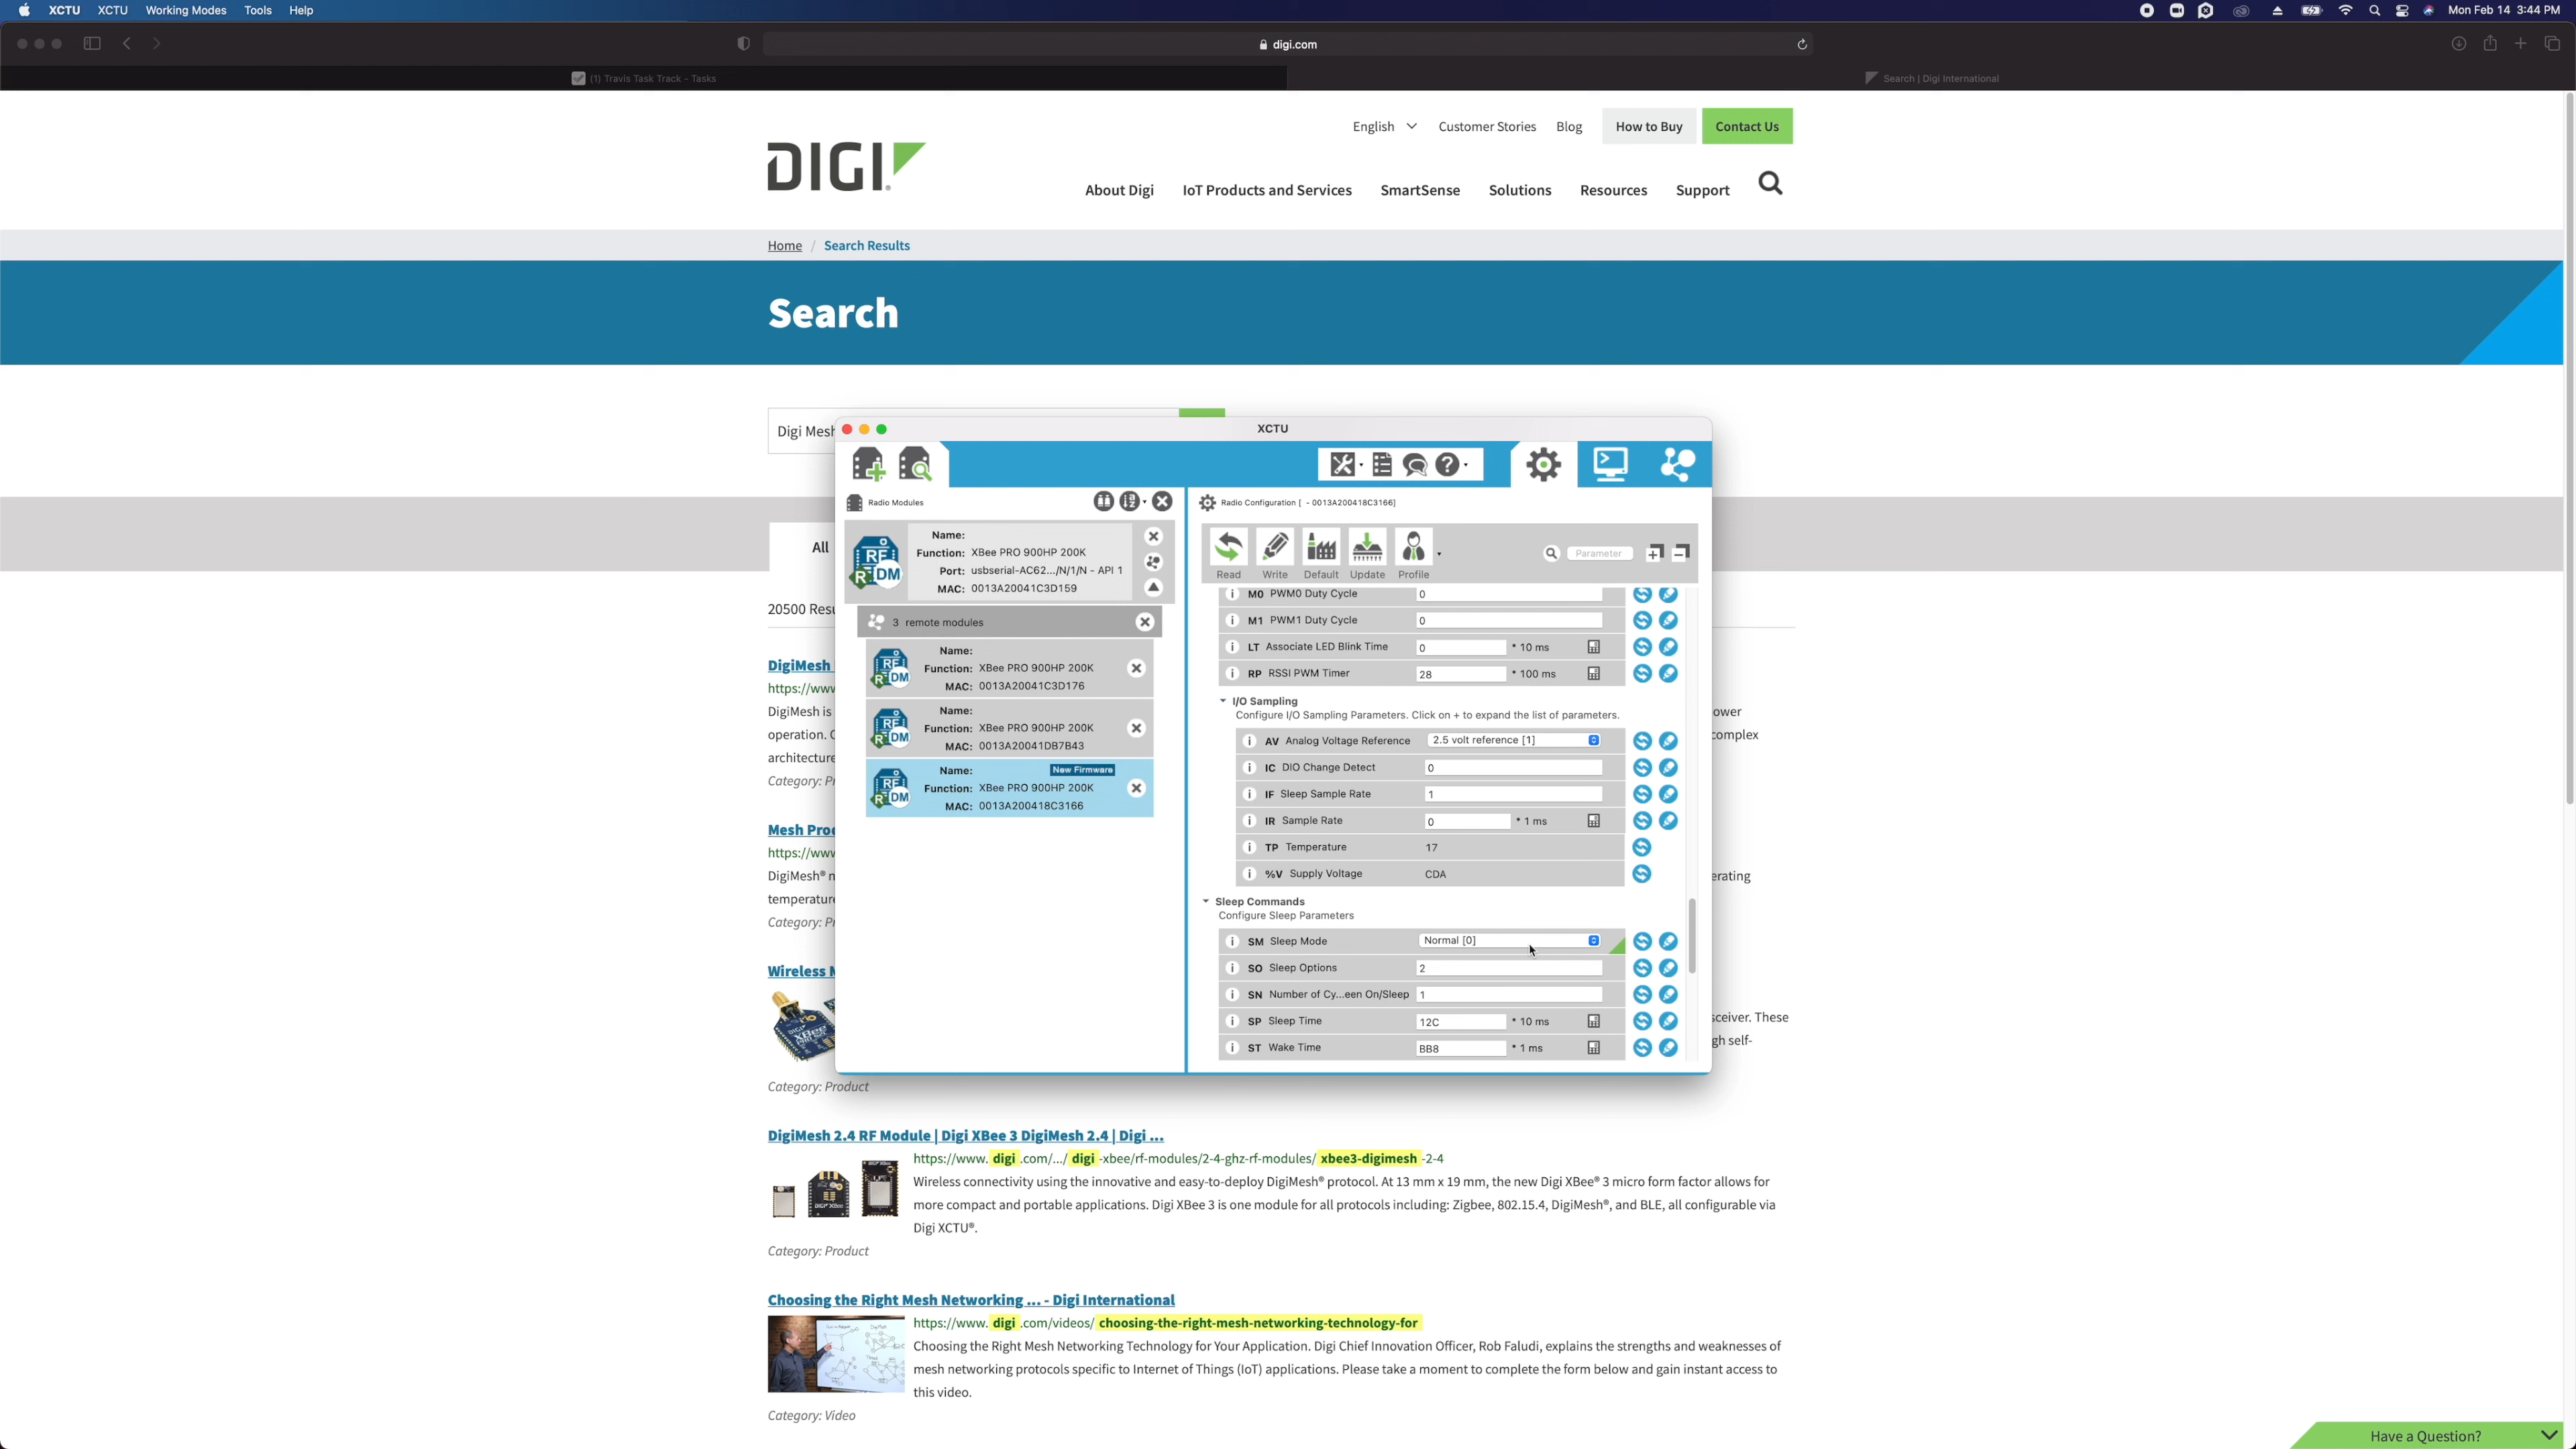 XCTU XCTU Working Modes Tools Help Mon Feb 14 3:44 PM
digi.com
(1) Travis Task Track - Tasks Search | Digi International
English Customer Stories Blog How to Buy Contact Us
DIGI
About Digi IoT Products and Services SmartSense Solutions Resources Support
Home / Search Results
Search
Digi Mesh
XCTU
Radio Modules
Radio Configuration [ - 0013A200418C3166]
Name:
Function: XBee PRO 900HP 200K
Port: usbserial-AC62.../N/1/N - API 1
MAC: 0013A20041C3D159
Read Write Default Update Profile Parameter
All
3 remote modules
Name:
Function: XBee PRO 900HP 200K
MAC: 0013A20041C3D176
Name:
Function: XBee PRO 900HP 200K
MAC: 0013A20041DB7B43
Name: New Firmware
Function: XBee PRO 900HP 200K
MAC: 0013A200418C3166
M0 PWM0 Duty Cycle 0
M1 PWM1 Duty Cycle 0
LT Associate LED Blink Time 0 * 10 ms
RP RSSI PWM Timer 28 * 100 ms
I/O Sampling
Configure I/O Sampling Parameters. Click on + to expand the list of parameters.
AV Analog Voltage Reference 2.5 volt reference [1]
IC DIO Change Detect 0
IF Sleep Sample Rate 1
IR Sample Rate 0 * 1 ms
TP Temperature 17
%V Supply Voltage CDA
Sleep Commands
Configure Sleep Parameters
SM Sleep Mode Normal [0]
SO Sleep Options 2
SN Number of Cy...een On/Sleep 1
SP Sleep Time 12C * 10 ms
ST Wake Time BB8 * 1 ms
20500 Resu
DigiMesh
https://www
DigiMesh is ower
operation. complex
architecture
Category: P
Mesh Pro
https://www
DigiMesh® erating
temperature
Category: P
Wireless
sceiver. These
gh self-
Category: Product
DigiMesh 2.4 RF Module | Digi XBee 3 DigiMesh 2.4 | Digi ...
https://www. digi .com/.../ digi -xbee/rf-modules/2-4-ghz-rf-modules/ xbee3-digimesh -2-4
Wireless connectivity using the innovative and easy-to-deploy DigiMesh® protocol. At 13 mm x 19 mm, the new Digi XBee® 3 micro form factor allows for
more compact and portable applications. Digi XBee 3 is one module for all protocols including: Zigbee, 802.15.4, DigiMesh®, and BLE, all configurable via
Digi XCTU®.
Category: Product
Choosing the Right Mesh Networking ... - Digi International
https://www. digi .com/videos/ choosing-the-right-mesh-networking-technology-for
Choosing the Right Mesh Networking Technology for Your Application. Digi Chief Innovation Officer, Rob Faludi, explains the strengths and weaknesses of
mesh networking protocols specific to Internet of Things (IoT) applications. Please take a moment to complete the form below and gain instant access to
this video.
Category: Video
Have a Question?